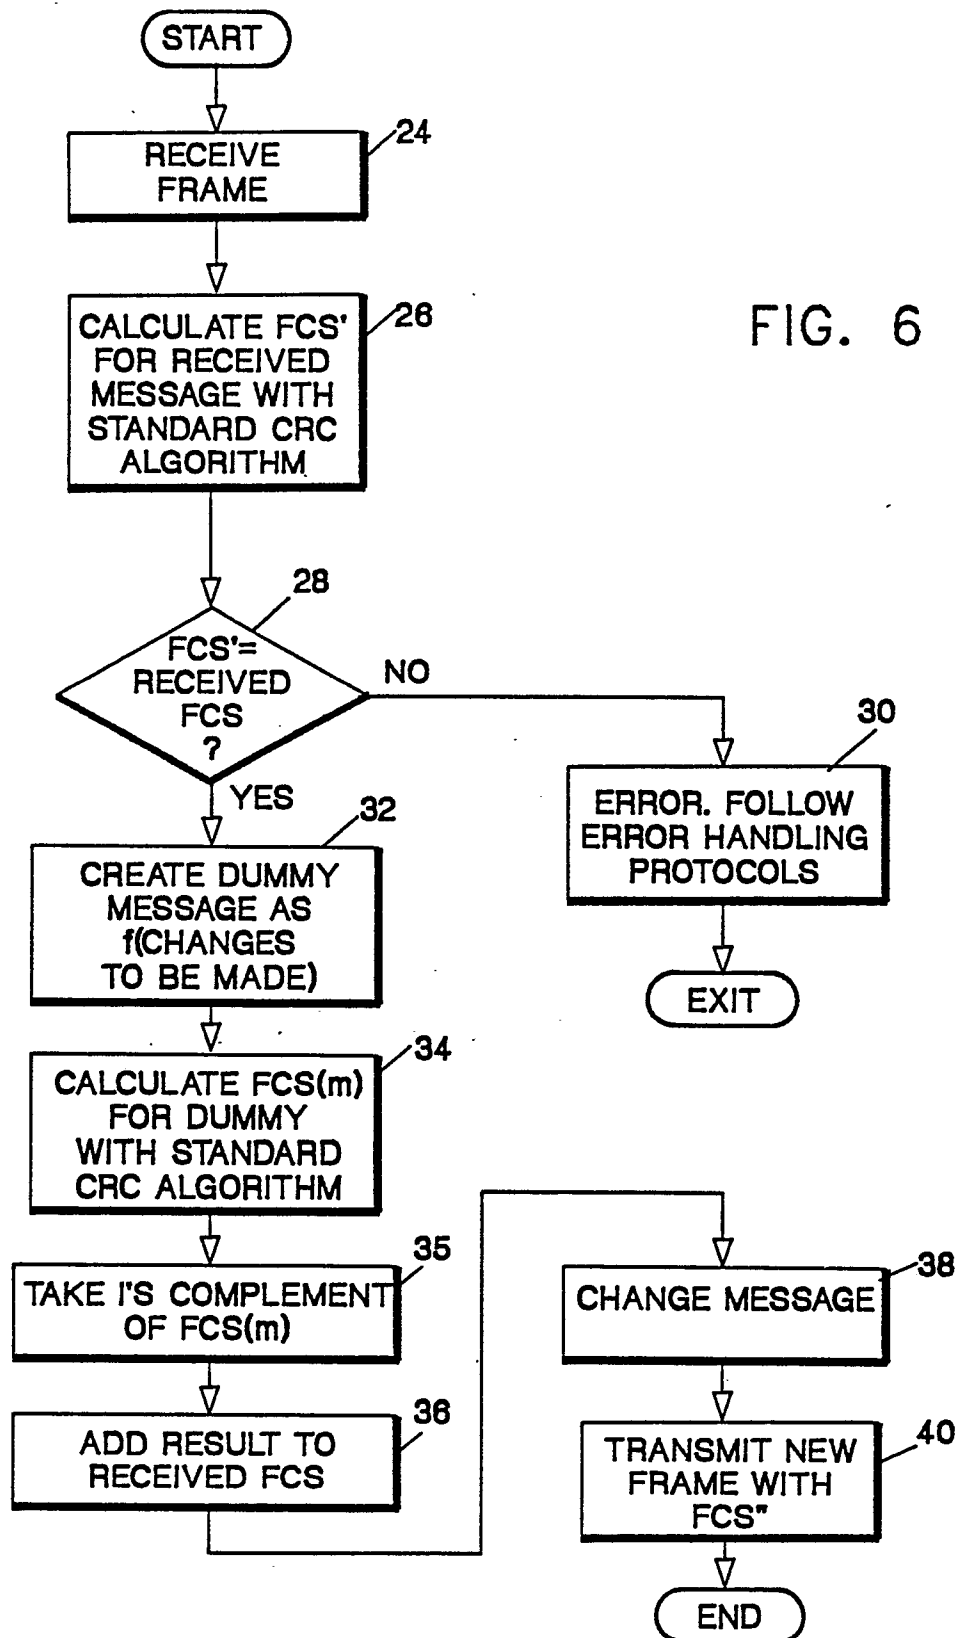 START
24
RECEIVE
FRAME
26
CALCULATE FCS'
FOR RECEIVED
MESSAGE WITH
STANDARD CRC
ALGORITHM
FIG. 6
28
FCS'=
RECEIVED
FCS
?
NO
YES
30
ERROR. FOLLOW
ERROR HANDLING
PROTOCOLS
EXIT
32
CREATE DUMMY
MESSAGE AS
f(CHANGES
TO BE MADE)
34
CALCULATE FCS(m)
FOR DUMMY
WITH STANDARD
CRC ALGORITHM
35
TAKE I'S COMPLEMENT
OF FCS(m)
36
ADD RESULT TO
RECEIVED FCS
38
CHANGE MESSAGE
40
TRANSMIT NEW
FRAME WITH
FCS"
END